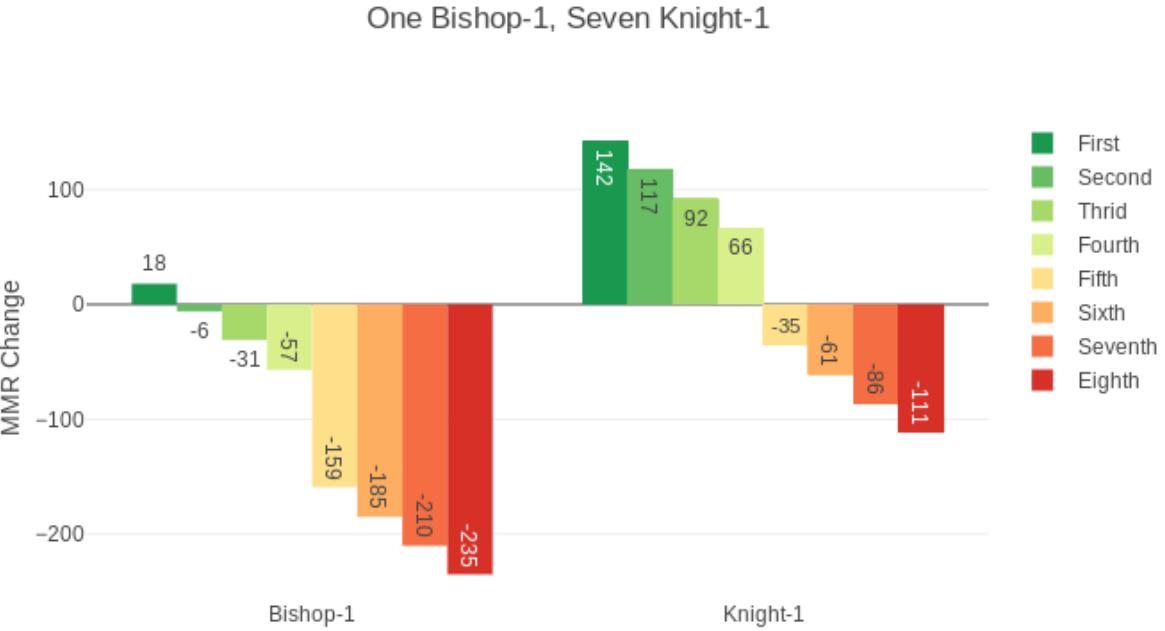 One Bishop-1, Seven Knight-1
MMR Change
100
0
−100
−200
18
-6
-31
-57
-159
-185
-210
-235
142
117
92
66
-35
-61
-86
-111
Bishop-1
Knight-1
First
Second
Thrid
Fourth
Fifth
Sixth
Seventh
Eighth